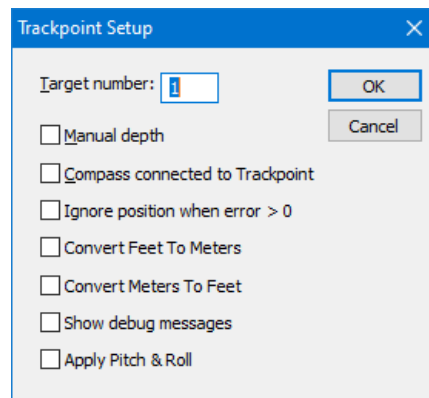 Trackpoint Setup
Target number: 1
OK
Manual depth
Cancel
Compass connected to Trackpoint
Ignore position when error > 0
Convert Feet To Meters
Convert Meters To Feet
Show debug messages
Apply Pitch & Roll